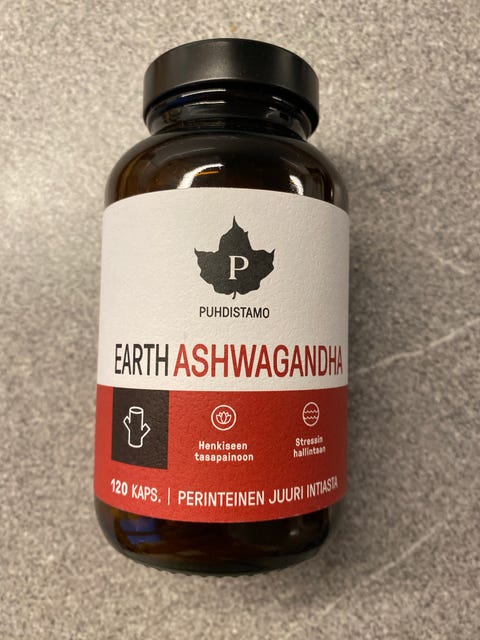 P
PUHDISTAMO
EARTH ASHWAGANDHA
Henkiseen
tasapainoon
Stressin
hallintaan
120 KAPS. | PERINTEINEN JUURI INTIASTA